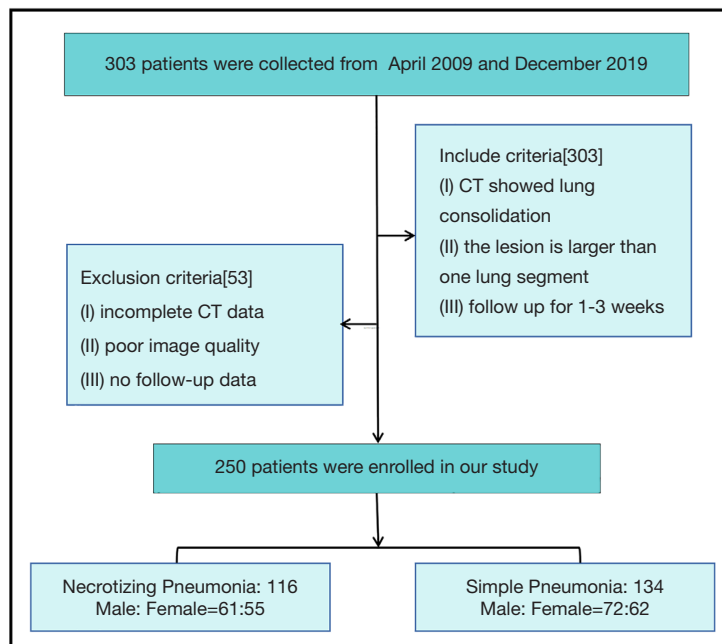 303 patients were collected from April 2009 and December 2019
Include criteria[303]
(I) CT showed lung
consolidation
(II) the lesion is larger than
one lung segment
(III) follow up for 1-3 weeks
Exclusion criteria[53]
(I) incomplete CT data
(II) poor image quality
(III) no follow-up data
250 patients were enrolled in our study
Necrotizing Pneumonia: 116
Male: Female=61:55
Simple Pneumonia: 134
Male: Female=72:62